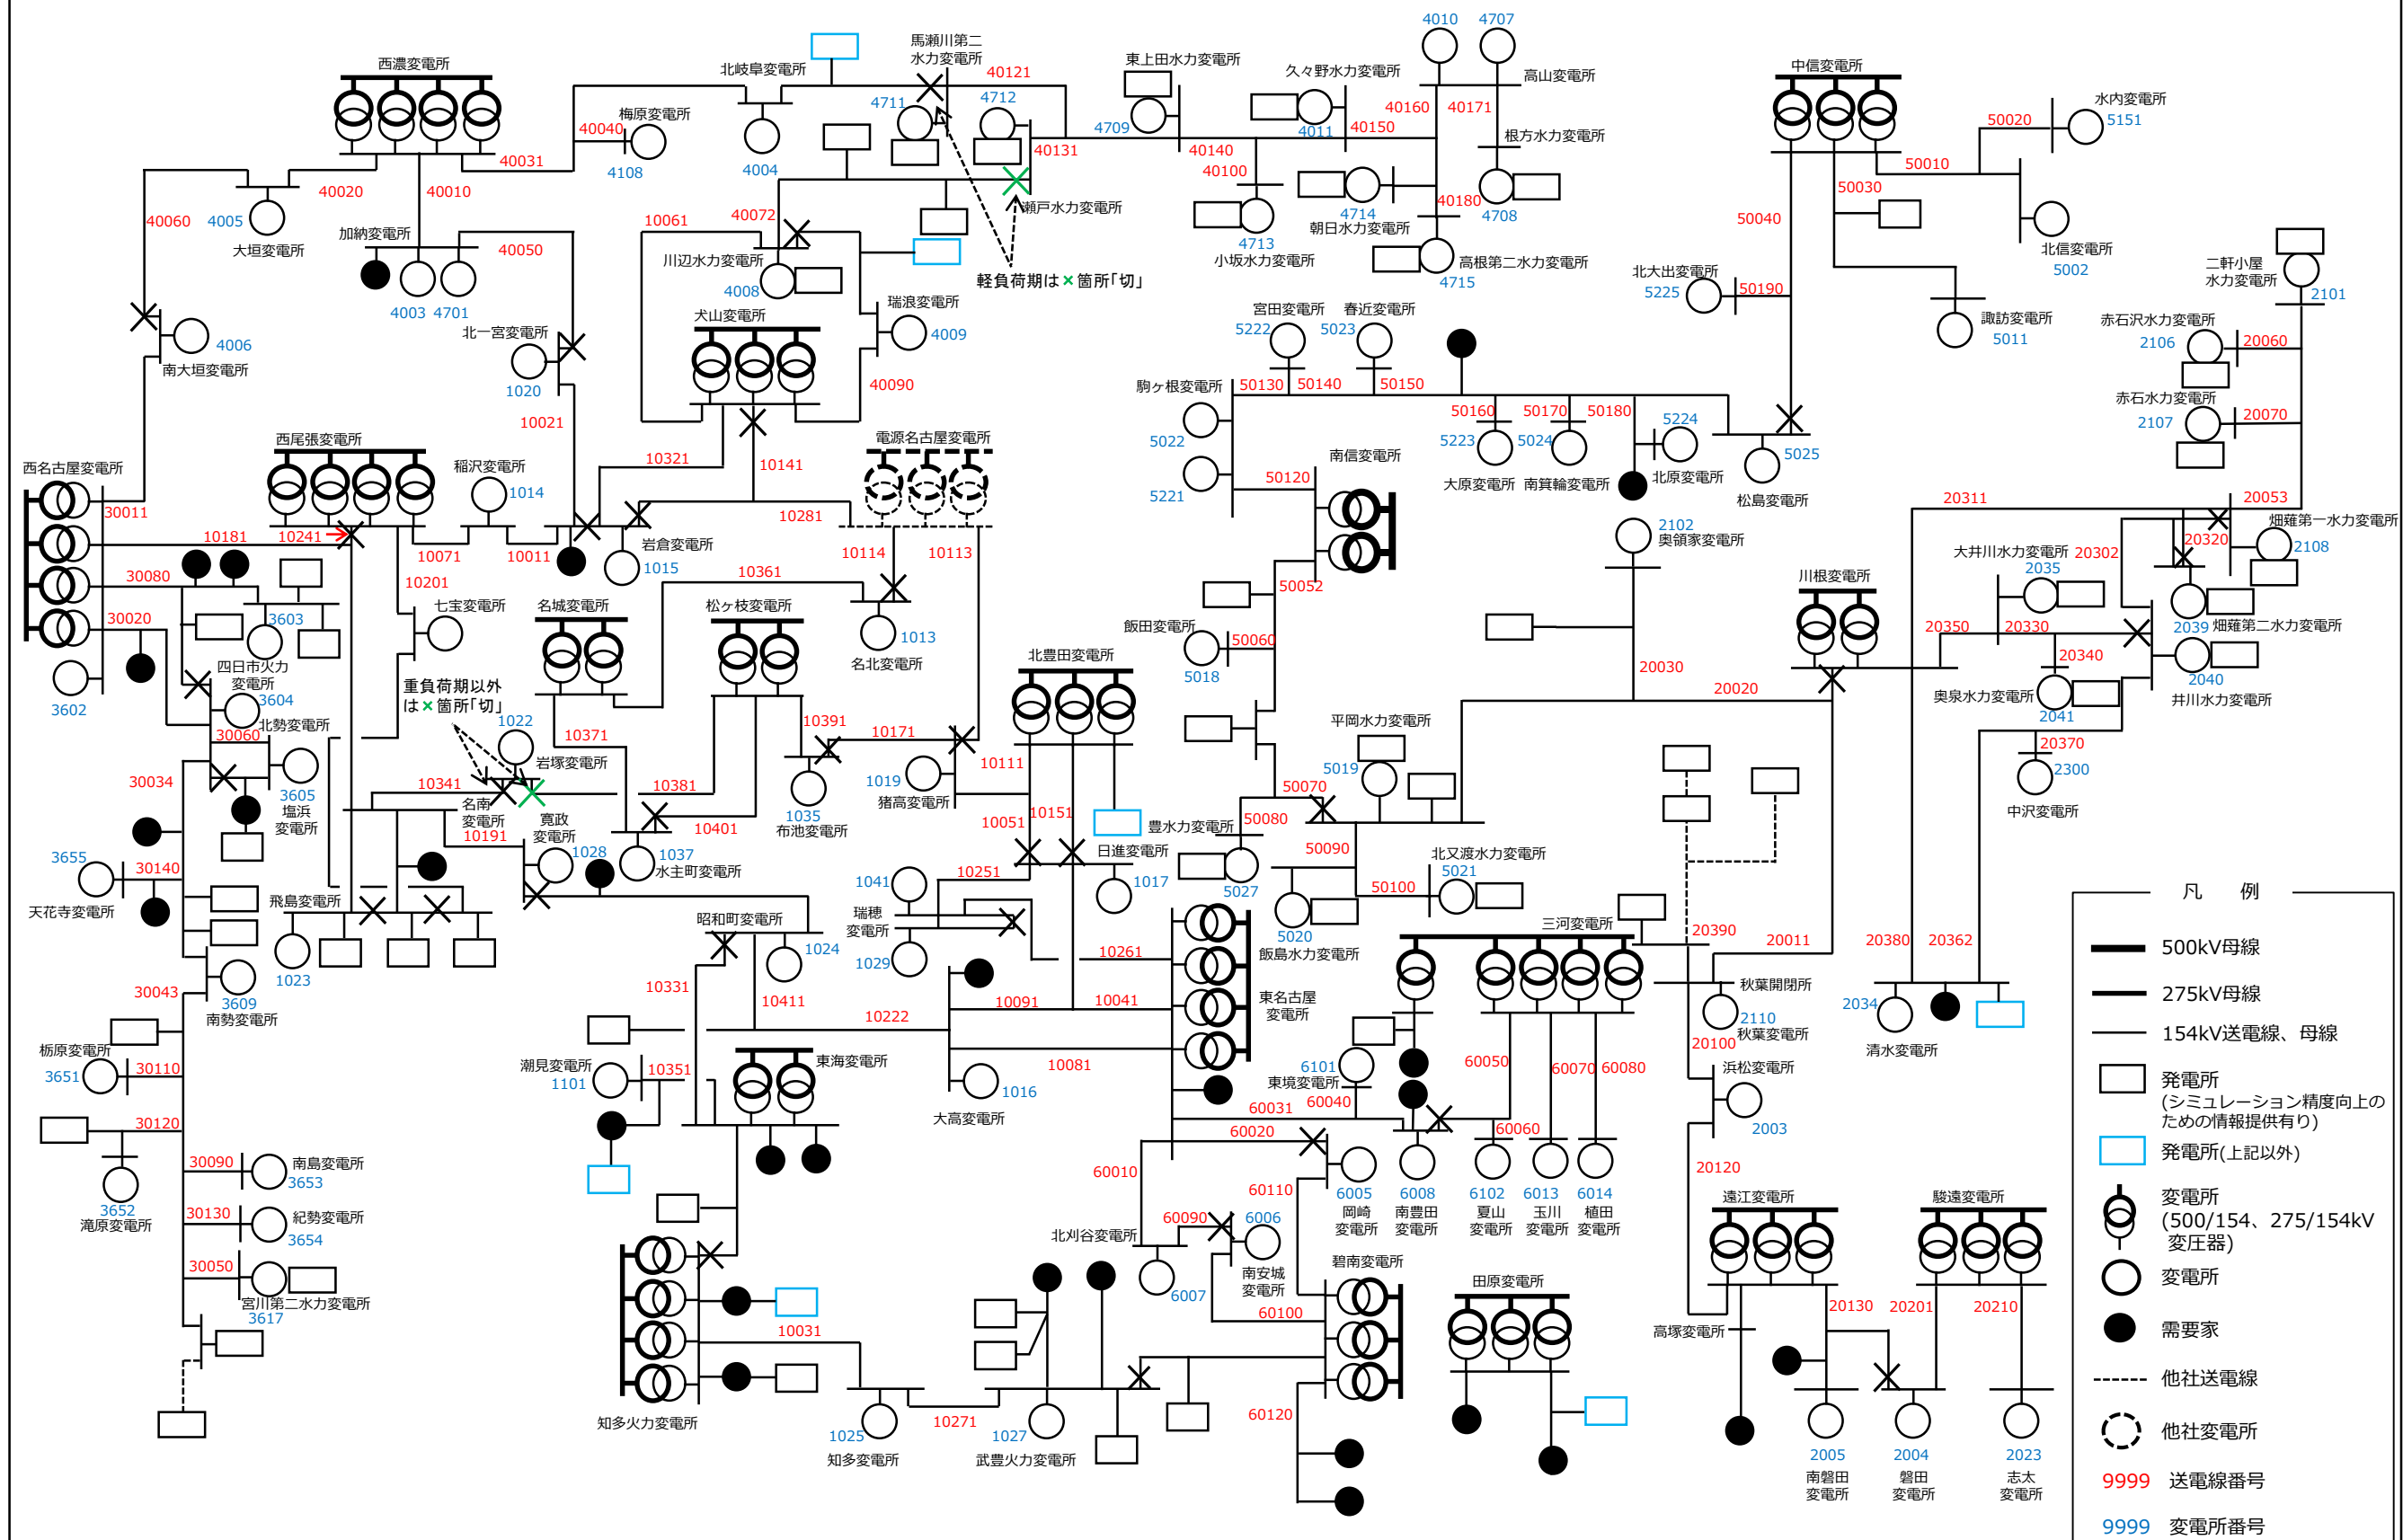 4010
4707
西濃変電所
北岐阜変電所
馬瀬川第二
水力変電所
40121
東上田水力変電所
久々野水力変電所
高山変電所
中信変電所
水内変電所
50020
5151
梅原変電所
40040
4711
4712
4709
4011
40150
40160
40171
根方水力変電所
40031
4108
4004
40131
40140
40100
50010
40020
40010
50030
40060
4005
大垣変電所
加納変電所
10061
40072
瀬戸水力変電所
4714
朝日水力変電所
40180
4708
50040
北信変電所
5002
40050
川辺水力変電所
4008
4713
小坂水力変電所
高根第二水力変電所
4715
軽負荷期は×箇所「切」
北大出変電所
5225
50190
二軒小屋
水力変電所
2101
4003
4701
犬山変電所
瑞浪変電所
4009
宮田変電所
5222
春近変電所
5023
諏訪変電所
5011
赤石沢水力変電所
2106
20060
4006
南大垣変電所
北一宮変電所
1020
40090
駒ヶ根変電所
50130
50140
50150
赤石水力変電所
2107
20070
10021
50160
50170
50180
5224
西尾張変電所
電源名古屋変電所
5022
5223
5024
5025
西名古屋変電所
稲沢変電所
1014
10321
10141
南信変電所
50120
5221
大原変電所
南箕輪変電所
北原変電所
松島変電所
30011
10181
10241
10071
10011
10281
20311
20053
2102
奥領家変電所
畑薙第一水力変電所
2108
岩倉変電所
1015
10114
10113
大井川水力変電所
2035
20302
20320
30080
10201
10361
50052
川根変電所
30020
3603
七宝変電所
名城変電所
松ヶ枝変電所
1013
名北変電所
飯田変電所
50060
5018
20350
20330
2039
畑薙第二水力変電所
四日市火力
変電所
3604
3602
北豊田変電所
20030
20340
2040
井川水力変電所
重負荷期以外
は×箇所「切」
20020
奥泉水力変電所
2041
北勢変電所
30060
1022
岩塚変電所
10371
10391
10171
平岡水力変電所
5019
20370
2300
中沢変電所
30034
3605
塩浜
変電所
10341
名南
変電所
10191
寛政
変電所
1028
10381
10401
1035
布池変電所
1019
猪高変電所
10111
10051
10151
50070
50080
豊水力変電所
1037
水主町変電所
日進変電所
1017
50090
北又渡水力変電所
5021
5027
3655
30140
天花寺変電所
1041
10251
瑞穂
変電所
50100
飛島変電所
昭和町変電所
5020
飯島水力変電所
三河変電所
20390
20011
20380
20362
凡 例
500kV母線
1023
1024
1029
10261
秋葉開閉所
275kV母線
30043
3609
南勢変電所
10331
10411
10091
10041
東名古屋
変電所
2110
秋葉変電所
2034
清水変電所
10222
154kV送電線、母線
栃原変電所
3651
30110
潮見変電所
1101
10351
東海変電所
10081
6101
東境変電所
60050
60070
60080
20100
浜松変電所
2003
発電所
(シミュレーション精度向上の
ための情報提供有り)
大高変電所
1016
60031
60040
30120
60020
60060
発電所(上記以外)
30090
南島変電所
3653
60010
60110
6005
岡崎
変電所
6008
南豊田
変電所
6102
夏山
変電所
6013
玉川
変電所
6014
植田
変電所
20120
3652
滝原変電所
30130
紀勢変電所
3654
60090
6006
遠江変電所
駿遠変電所
変電所
(500/154、275/154kV
変圧器)
北刈谷変電所
30050
宮川第二水力変電所
3617
6007
南安城
変電所
碧南変電所
田原変電所
変電所
60100
高塚変電所
20130
20201
20210
需要家
10031
他社送電線
60120
知多火力変電所
1025
知多変電所
10271
1027
武豊火力変電所
他社変電所
2005
南磐田
変電所
2004
磐田
変電所
2023
志太
変電所
9999 送電線番号
9999 変電所番号